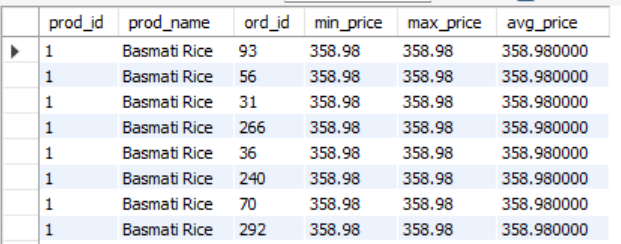 prod_id prod_name ord_id min_price max_price avg_price
1 Basmati Rice 93 358.98 358.98 358.980000
1 Basmati Rice 56 358.98 358.98 358.980000
1 Basmati Rice 31 358.98 358.98 358.980000
1 Basmati Rice 266 358.98 358.98 358.980000
1 Basmati Rice 36 358.98 358.98 358.980000
1 Basmati Rice 240 358.98 358.98 358.980000
1 Basmati Rice 70 358.98 358.98 358.980000
1 Basmati Rice 292 358.98 358.98 358.980000